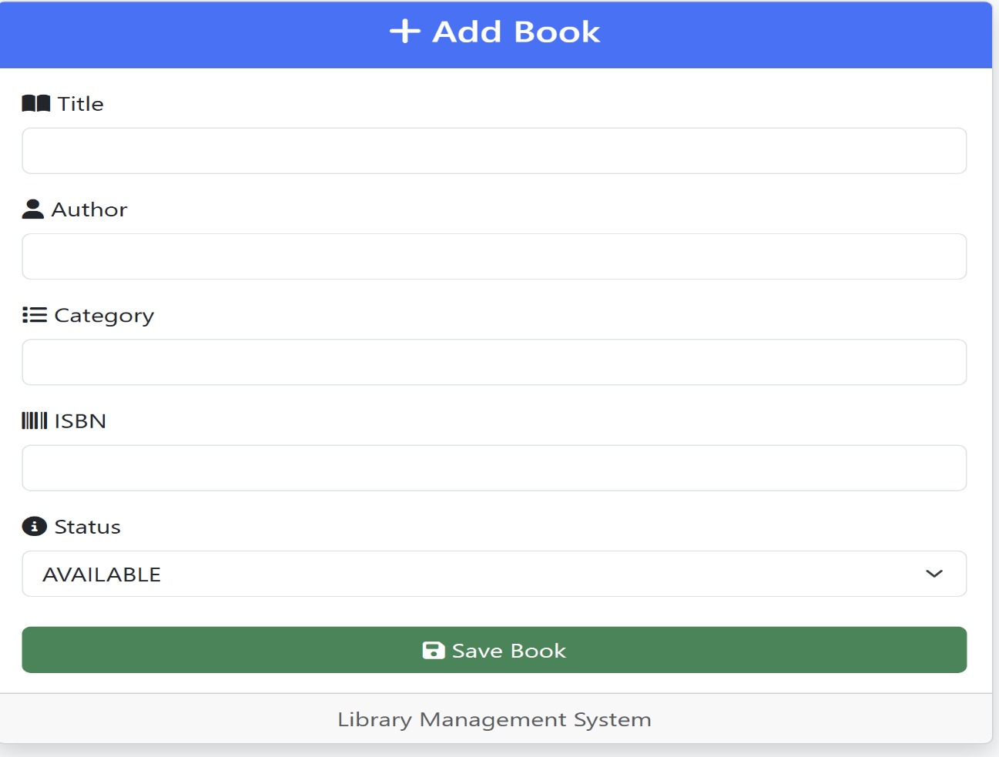 Add Book
Title
Author
Category
ISBN
Status
AVAILABLE
Save Book
Library Management System